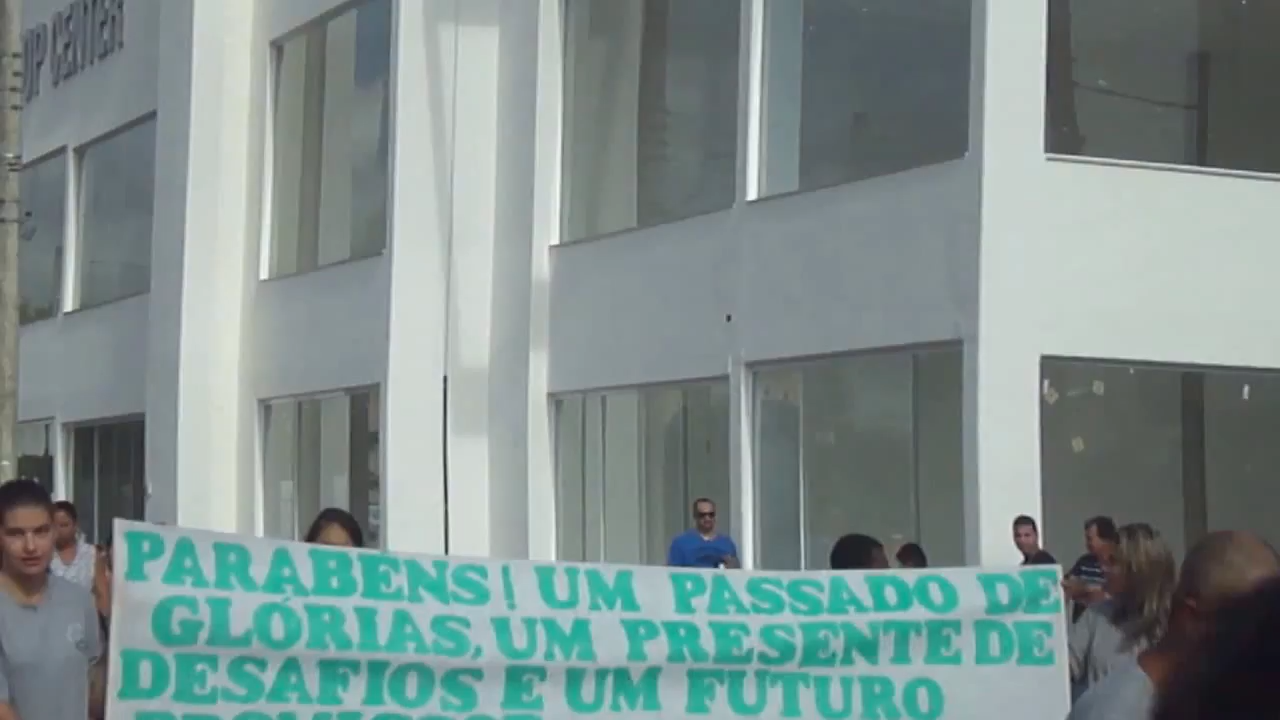 UP CENTER
PARABENS! UM PASSADO DE
GLÓRIAS, UM PRESENTE DE
DESAFIOS E UM FUTURO